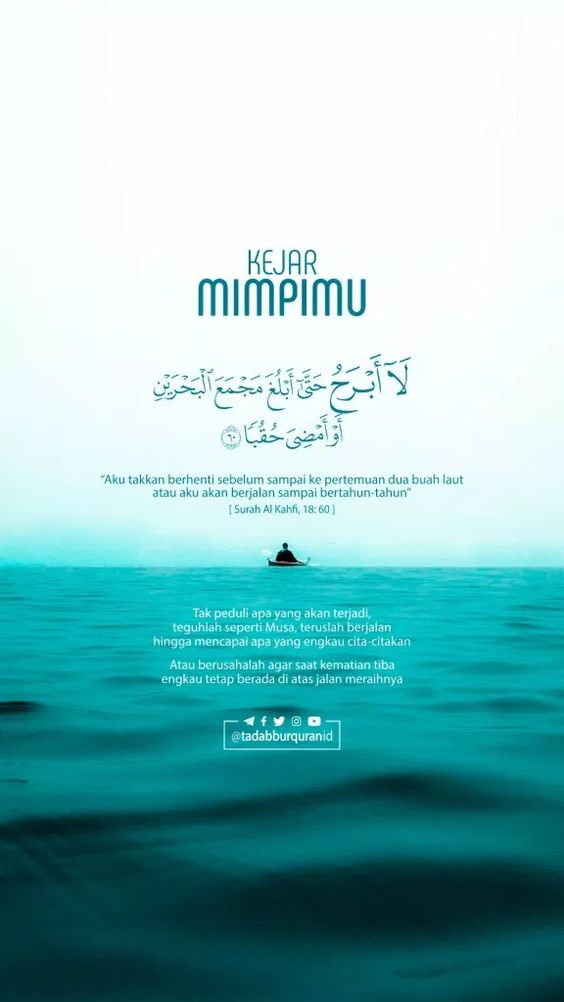 KEJAR
MIMPIMU
لَآ أَبْرَحُ حَتَّىٰٓ أَبْلُغَ مَجْمَعَ ٱلْبَحْرَيْنِ
أَوْ أَمْضِىَ حُقُبًا ٦٠
“Aku takkan berhenti sebelum sampai ke pertemuan dua buah laut
atau aku akan berjalan sampai bertahun-tahun”
[ Surah Al Kahfi, 18: 60 ]
Tak peduli apa yang akan terjadi,
teguhlah seperti Musa, teruslah berjalan
hingga mencapai apa yang engkau cita-citakan
Atau berusahalah agar saat kematian tiba
engkau tetap berada di atas jalan meraihnya
@tadabburquranid